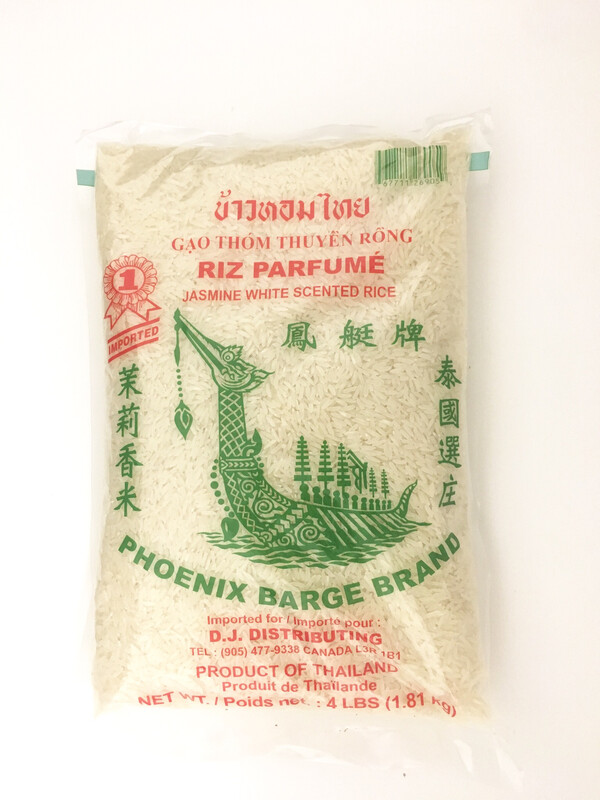 67711 26905
ข้าวหอมไทย
GẠO THÓM THUYỀN RỒNG
RIZ PARFUMÉ
JASMINE WHITE SCENTED RICE
1
IMPORTED
鳳艇牌
茉莉香米
泰國選庄
PHOENIX BARGE BRAND
Imported for / Importé pour :
D.J. DISTRIBUTING
TEL : (905) 477-9338 CANADA L3R 1B1
PRODUCT OF THAILAND
Produit de Thaïlande
NET WT. / Poids net. : 4 LBS (1.81 kg)